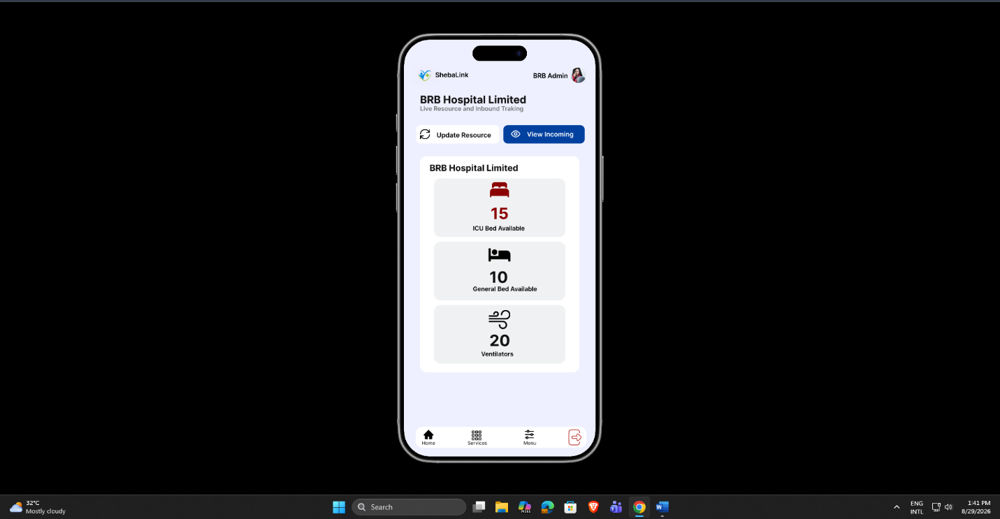 ShebaLink
BRB Admin
BRB Hospital Limited
Live Resource and Inbound Traking
Update Resource
View Incoming
BRB Hospital Limited
15
ICU Bed Available
10
General Bed Available
20
Ventilators
Home
Services
Menu
32°C
Mostly cloudy
Search
M365
ENG
INTL
1:41 PM
8/29/2026